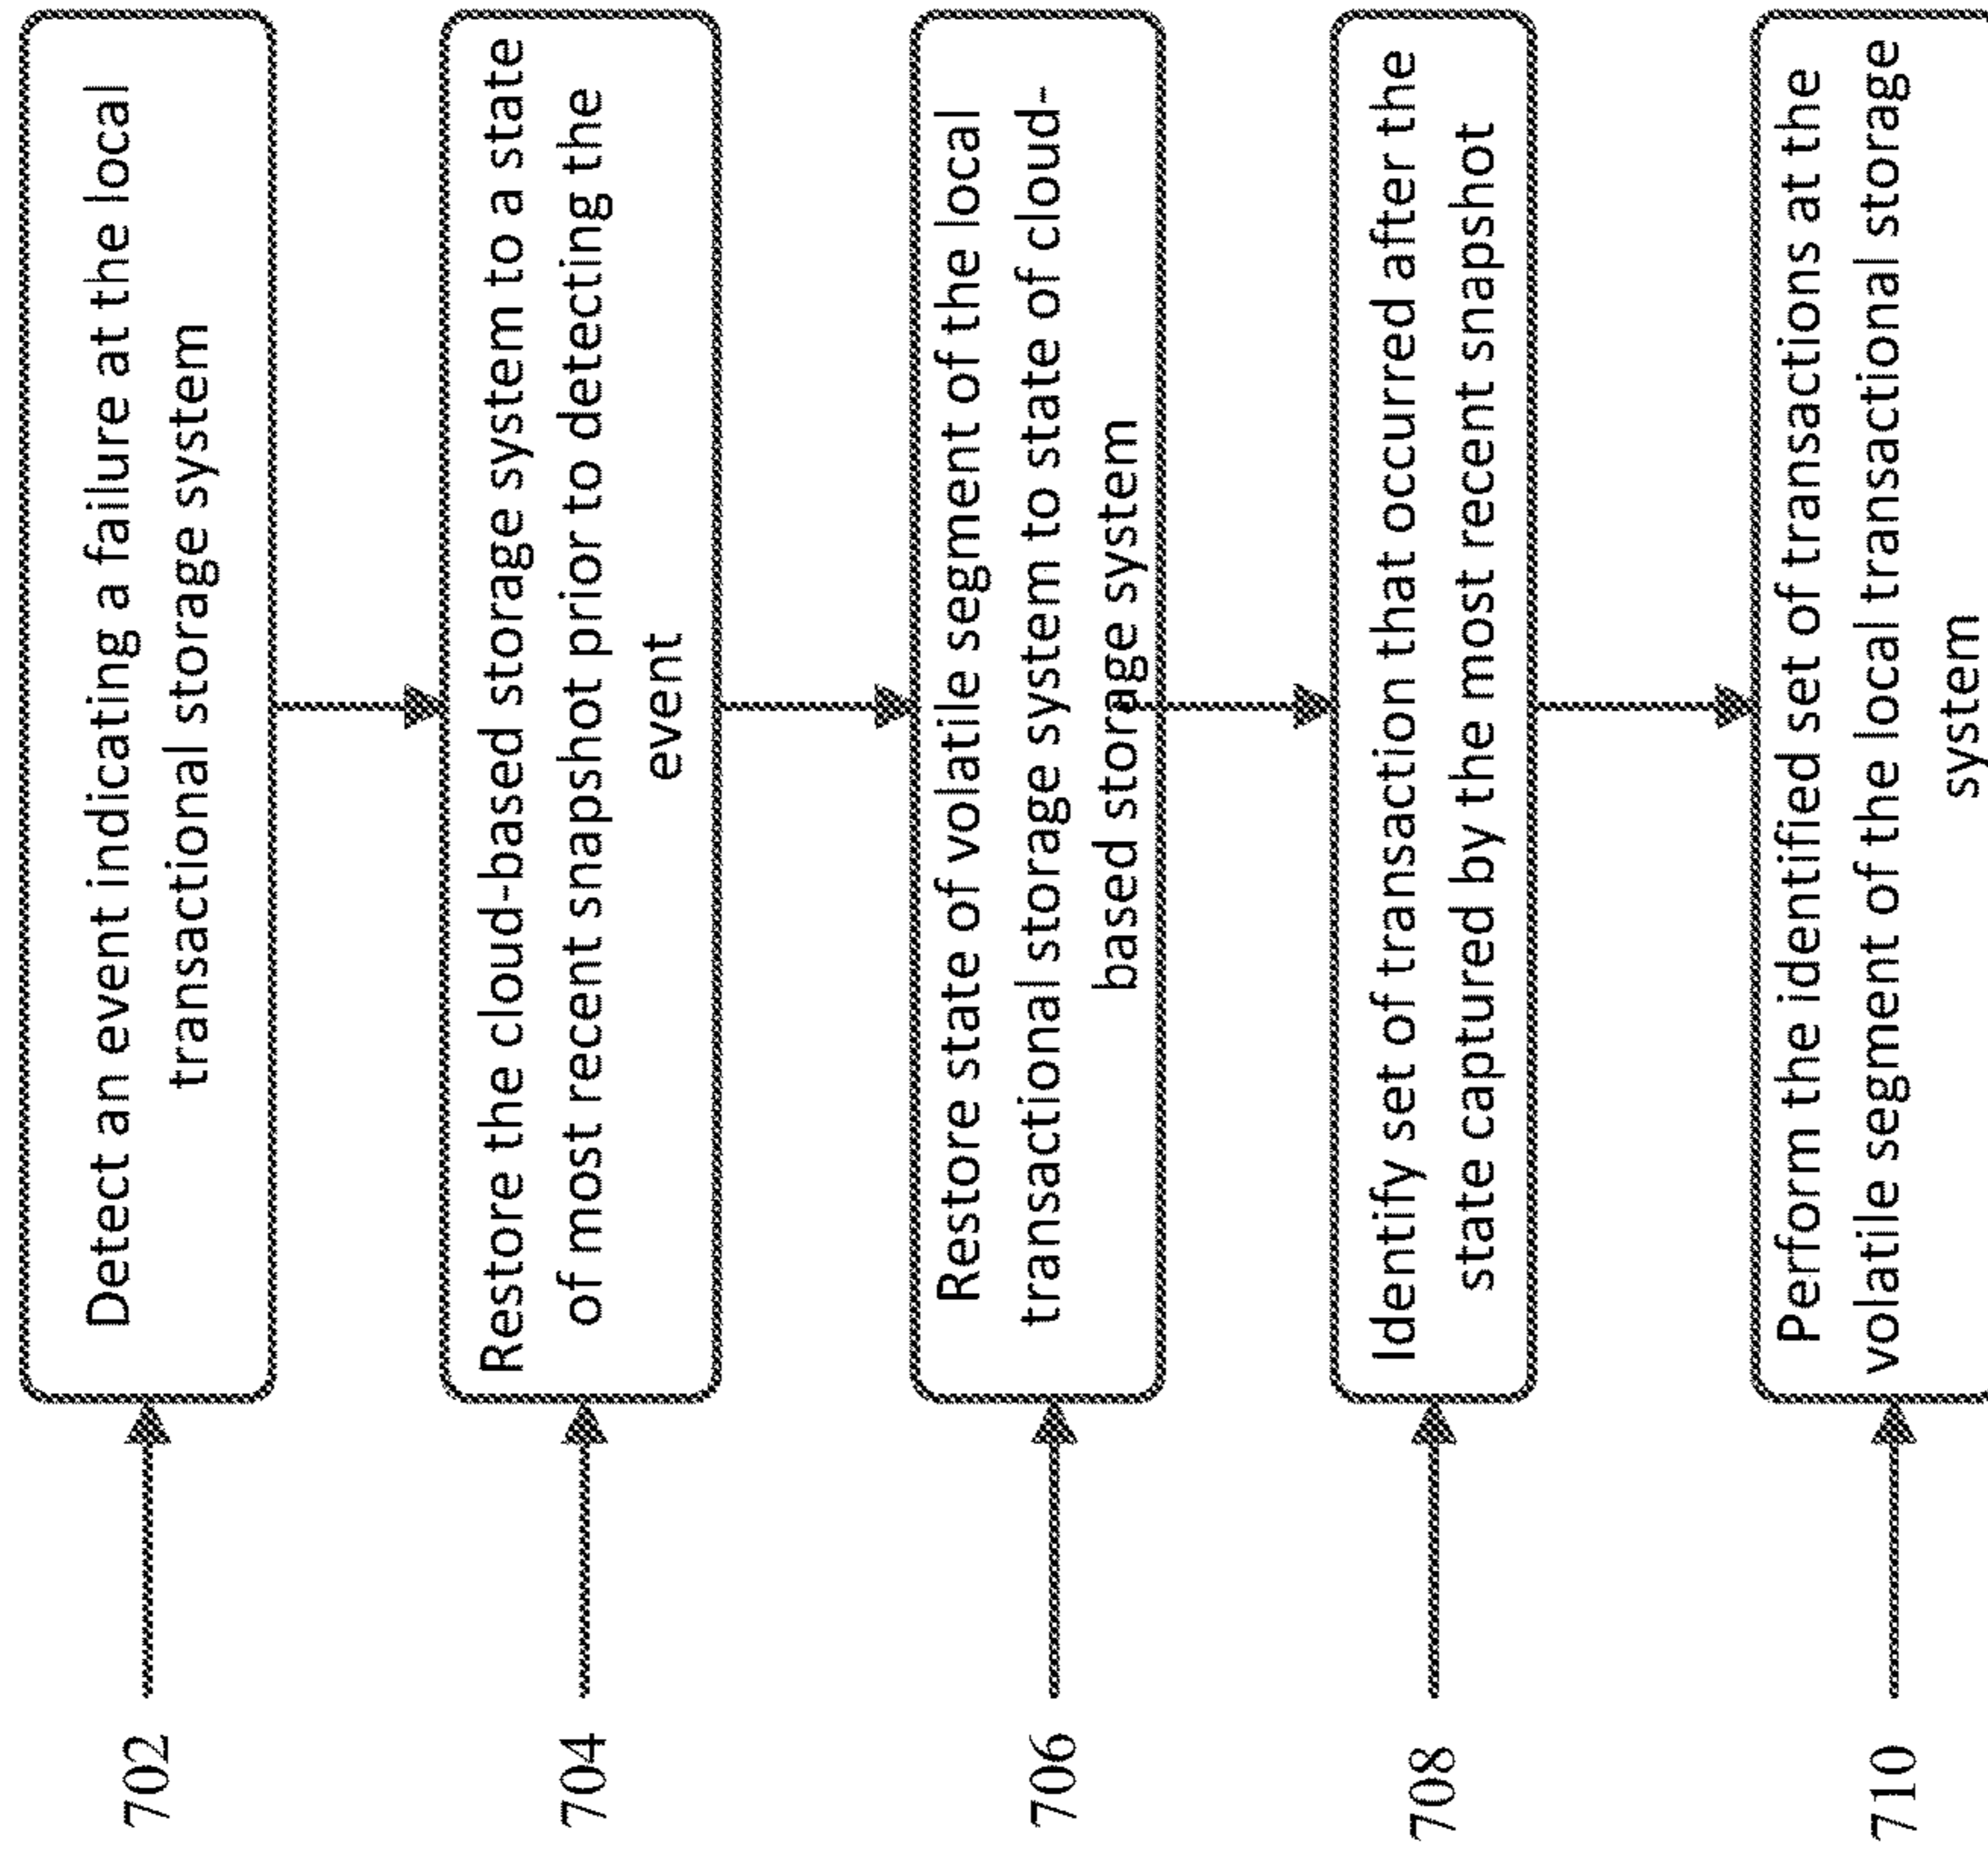 702
Detect an event indicating a failure at the local
transactional storage system
704
Restore the cloud-based storage system to a state
of most recent snapshot prior to detecting the
event
706
Restore state of volatile segment of the local
transactional storage system to state of cloud-
based storage system
708
Identify set of transaction that occurred after the
state captured by the most recent snapshot
710
Perform the identified set of transactions at the
volatile segment of the local transactional storage
system